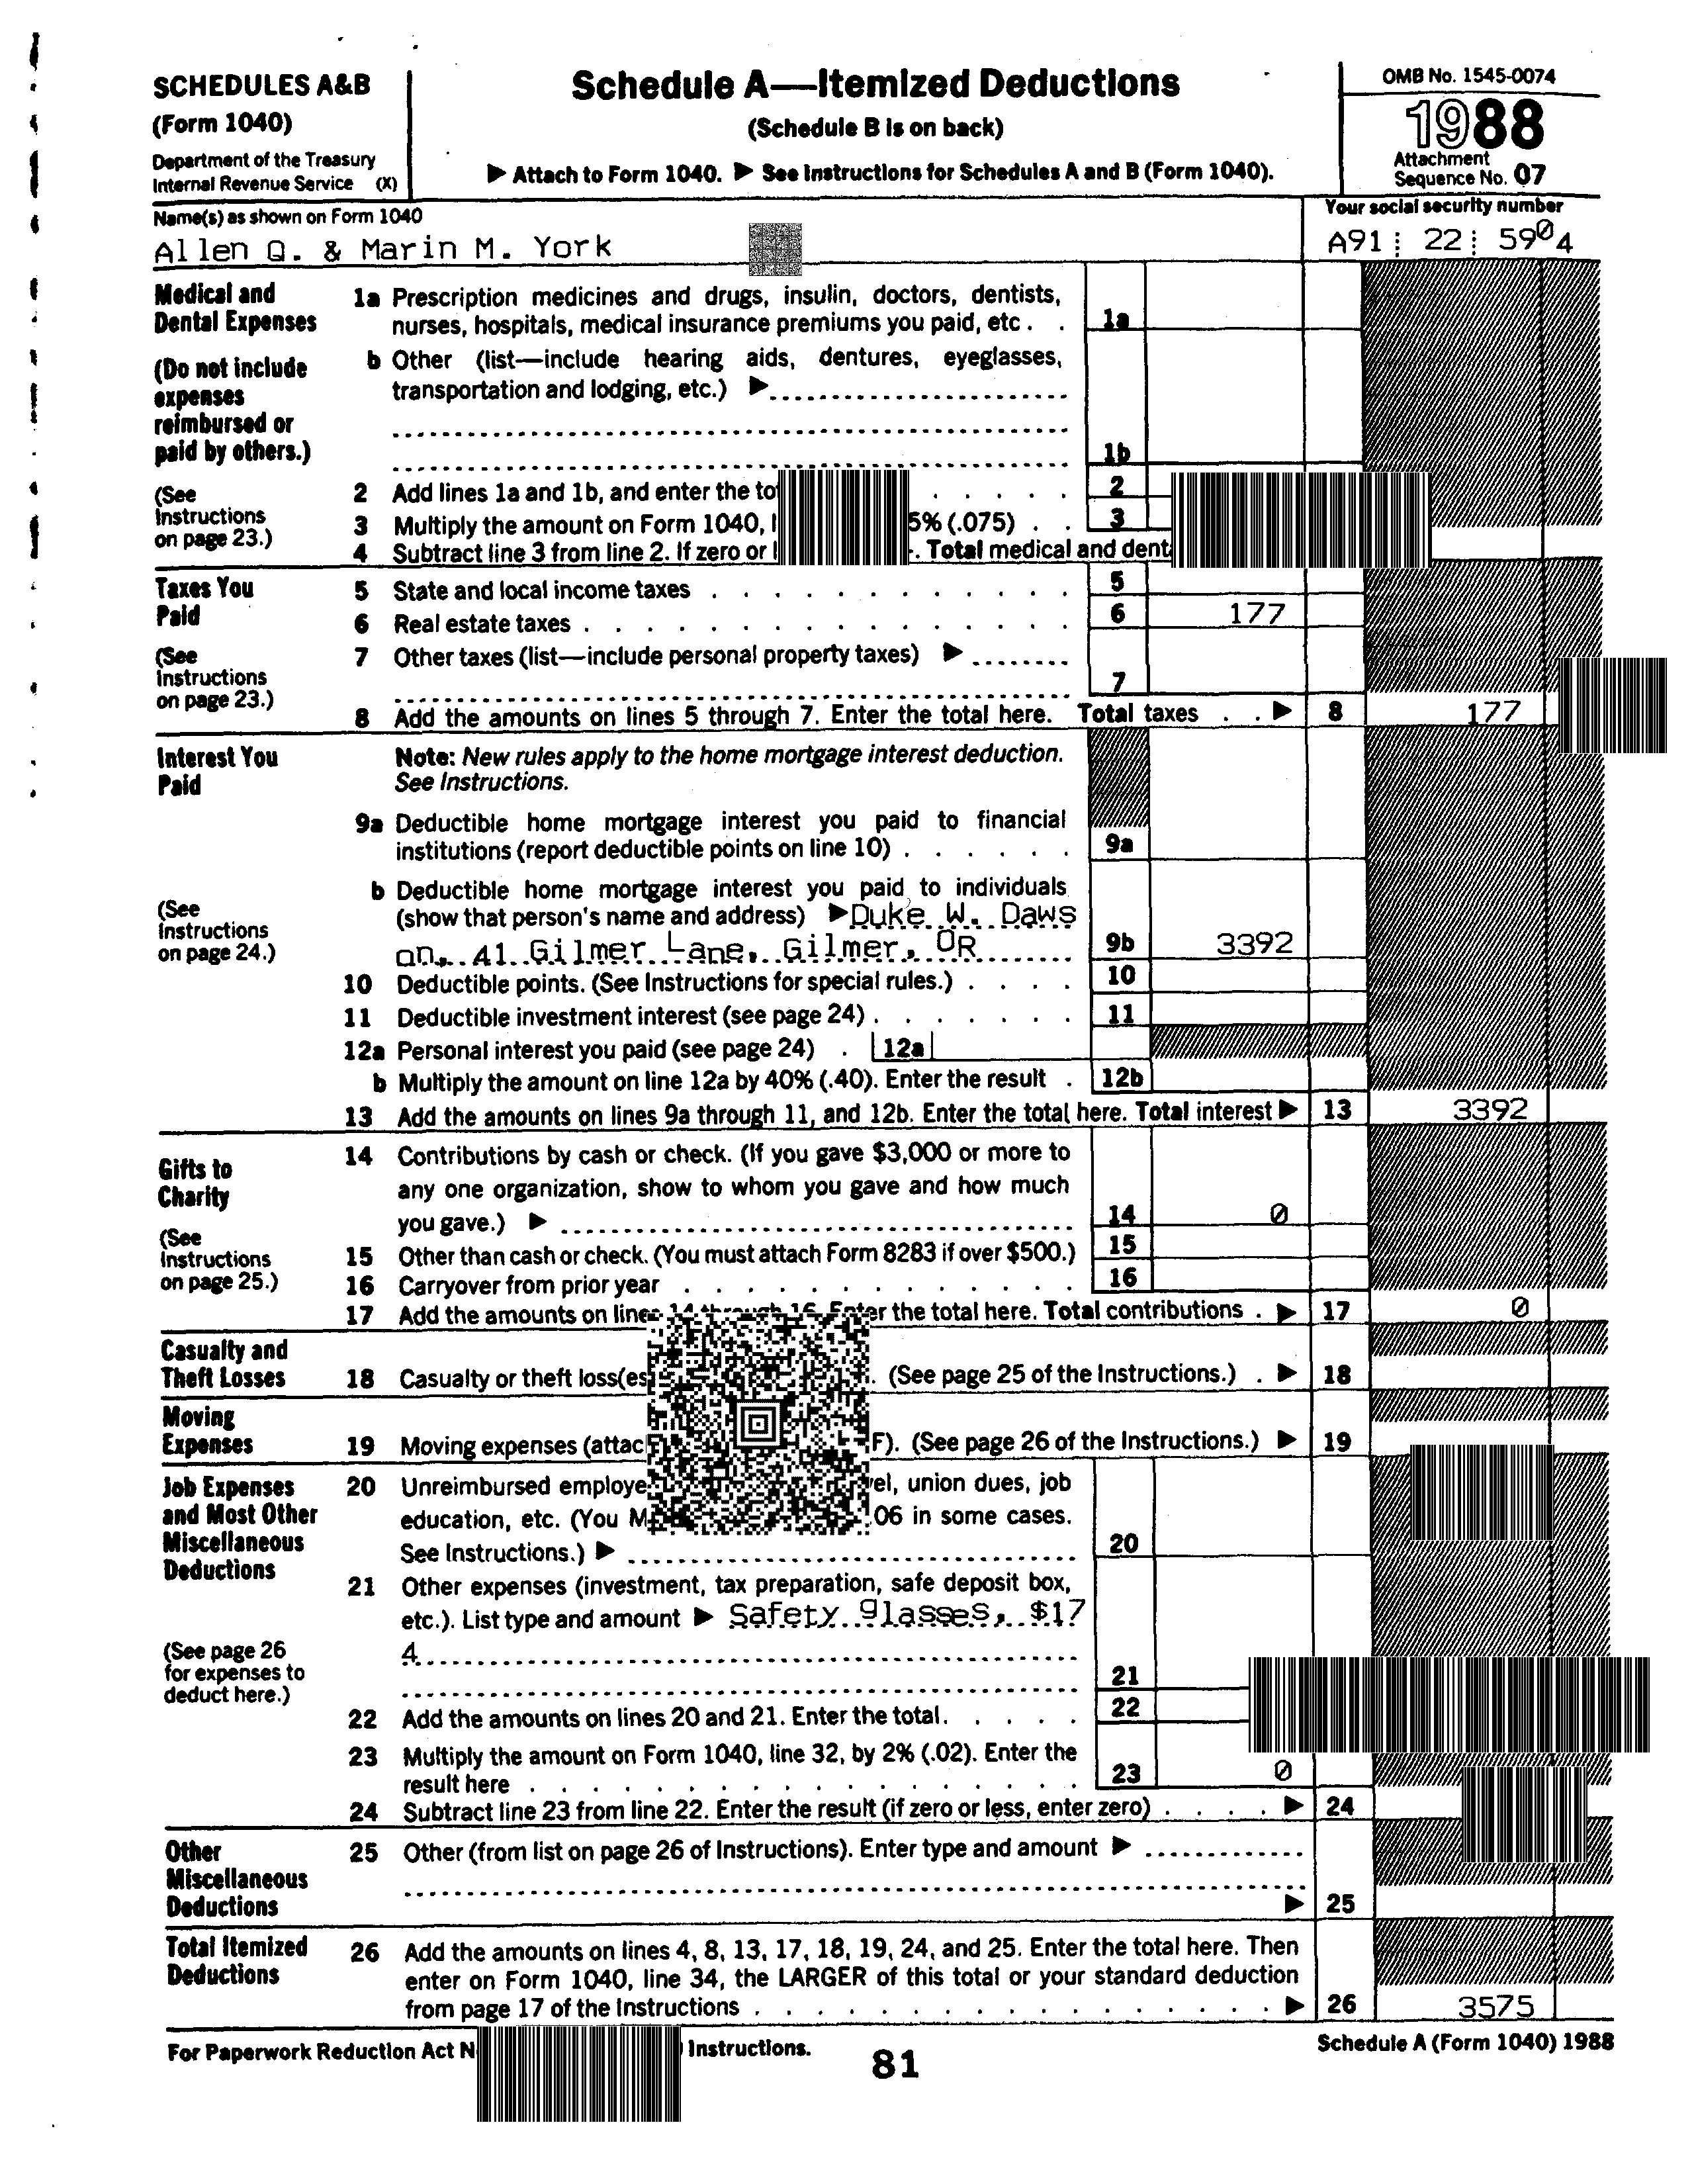 SCHEDULES A&B
(Form 1040)
Department of the Treasury
Internal Revenue Service (X)
Schedule A—Itemized Deductions
(Schedule B is on back)
▶ Attach to Form 1040. ▶ See Instructions for Schedules A and B (Form 1040).
OMB No. 1545-0074
1988
Attachment
Sequence No. 07
Name(s) as shown on Form 1040
Allen Q. & Marin M. York
Your social security number
A91 22 5904
Medical and
Dental Expenses
(Do not include
expenses
reimbursed or
paid by others.)
(See
Instructions
on page 23.)
1a Prescription medicines and drugs, insulin, doctors, dentists,
nurses, hospitals, medical insurance premiums you paid, etc . . 1a
b Other (list—include hearing aids, dentures, eyeglasses,
transportation and lodging, etc.) ▶
1b
2 Add lines 1a and 1b, and enter the . . . . . 2
3 Multiply the amount on Form 1040, 5% (.075) . . 3
4 Subtract line 3 from line 2. If zero or . Total medical and
Taxes You
Paid
(See
Instructions
on page 23.)
5 State and local income taxes . . . . . . . . . . . . 5
6 Real estate taxes . . . . . . . . . . . . . . . . 6 177
7 Other taxes (list—include personal property taxes) ▶
7
8 Add the amounts on lines 5 through 7. Enter the total here. Total taxes . . ▶ 8 177
Interest You
Paid
(See
Instructions
on page 24.)
Note: New rules apply to the home mortgage interest deduction.
See Instructions.
9a Deductible home mortgage interest you paid to financial
institutions (report deductible points on line 10) . . . . . . 9a
b Deductible home mortgage interest you paid to individuals
(show that person's name and address) ▶ Duke W. Daws
on, 41 Gilmer Lane, Gilmer, OR 9b 3392
10 Deductible points. (See Instructions for special rules.) . . . . 10
11 Deductible investment interest (see page 24) . . . . . . . 11
12a Personal interest you paid (see page 24) . 12a
b Multiply the amount on line 12a by 40% (.40). Enter the result . 12b
13 Add the amounts on lines 9a through 11, and 12b. Enter the total here. Total interest ▶ 13 3392
Gifts to
Charity
(See
Instructions
on page 25.)
14 Contributions by cash or check. (If you gave $3,000 or more to
any one organization, show to whom you gave and how much
you gave.) ▶ 14 0
15 Other than cash or check. (You must attach Form 8283 if over $500.) 15
16 Carryover from prior year . . . . . . . . . . . . . 16
17 Add the amounts on lines 14 through 16. Enter the total here. Total contributions . ▶ 17 0
Casualty and
Theft Losses
18 Casualty or theft . (See page 25 of the Instructions.) . ▶ 18
Moving
Expenses
19 Moving expenses F). (See page 26 of the Instructions.) ▶ 19
Job Expenses
and Most Other
Miscellaneous
Deductions
(See page 26
for expenses to
deduct here.)
20 Unreimbursed union dues, job
education, etc. (You 06 in some cases.
See Instructions.) ▶ 20
21 Other expenses (investment, tax preparation, safe deposit box,
etc.). List type and amount ▶ Safety glasses, $17
4
21
22 Add the amounts on lines 20 and 21. Enter the total. . . . . . 22
23 Multiply the amount on Form 1040, line 32, by 2% (.02). Enter the
result here . . . . . . . . . . . . . . . . . . 23 0
24 Subtract line 23 from line 22. Enter the result (if zero or less, enter zero) . . . . ▶ 24
Other
Miscellaneous
Deductions
25 Other (from list on page 26 of Instructions). Enter type and amount ▶
▶ 25
Total Itemized
Deductions
26 Add the amounts on lines 4, 8, 13, 17, 18, 19, 24, and 25. Enter the total here. Then
enter on Form 1040, line 34, the LARGER of this total or your standard deduction
from page 17 of the Instructions . . . . . . . . . . . . . . . . . ▶ 26 3575
For Paperwork Reduction Act Instructions.
81
Schedule A (Form 1040) 1988